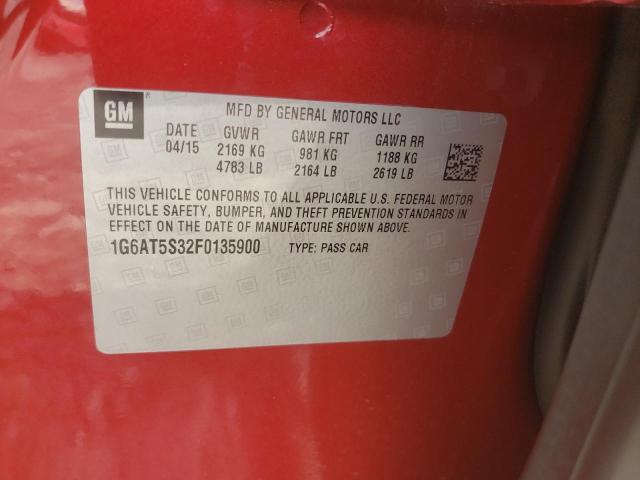 GM
MFD BY GENERAL MOTORS LLC
DATE GVWR GAWR FRT GAWR RR
04/15 2169 KG 981 KG 1188 KG
4783 LB 2164 LB 2619 LB
THIS VEHICLE CONFORMS TO ALL APPLICABLE U.S. FEDERAL MOTOR
VEHICLE SAFETY, BUMPER, AND THEFT PREVENTION STANDARDS IN
EFFECT ON THE DATE OF MANUFACTURE SHOWN ABOVE.
1G6AT5S32F0135900 TYPE: PASS CAR